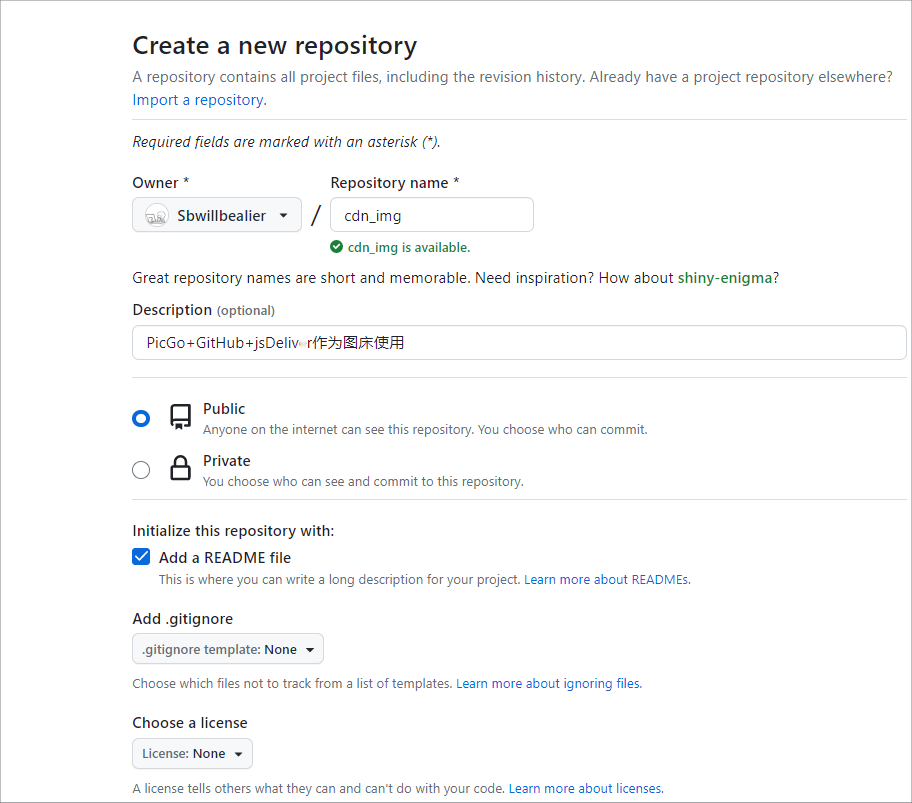 Create a new repository
A repository contains all project files, including the revision history. Already have a project repository elsewhere?
Import a repository.
Required fields are marked with an asterisk (*).
Owner *
Repository name *
Sbwillbealier
/
cdn_img
cdn_img is available.
Great repository names are short and memorable. Need inspiration? How about shiny-enigma?
Description (optional)
PicGo+GitHub+jsDeliver作为图床使用
Public
Anyone on the internet can see this repository. You choose who can commit.
Private
You choose who can see and commit to this repository.
Initialize this repository with:
Add a README file
This is where you can write a long description for your project. Learn more about READMEs.
Add .gitignore
.gitignore template: None
Choose which files not to track from a list of templates. Learn more about ignoring files.
Choose a license
License: None
A license tells others what they can and can't do with your code. Learn more about licenses.